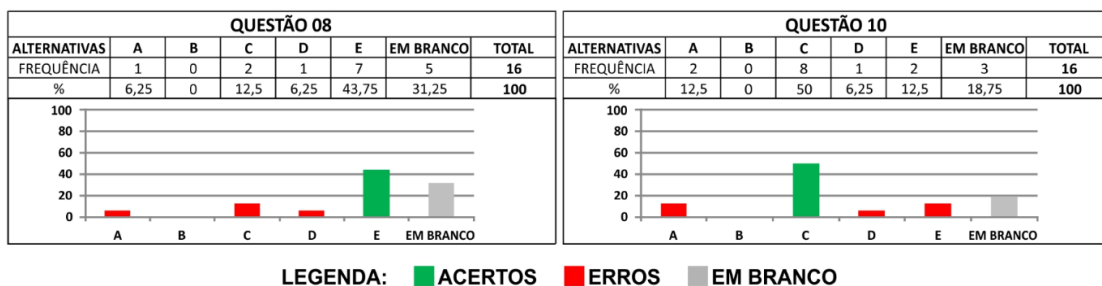 QUESTÃO 08
ALTERNATIVAS A B C D E EM BRANCO TOTAL
FREQUÊNCIA 1 0 2 1 7 5 16
% 6,25 0 12,5 6,25 43,75 31,25 100
100
80
60
40
20
0
A B C D E EM BRANCO
QUESTÃO 10
ALTERNATIVAS A B C D E EM BRANCO TOTAL
FREQUÊNCIA 2 0 8 1 2 3 16
% 12,5 0 50 6,25 12,5 18,75 100
100
80
60
40
20
0
A B C D E EM BRANCO
LEGENDA: ACERTOS ERROS EM BRANCO